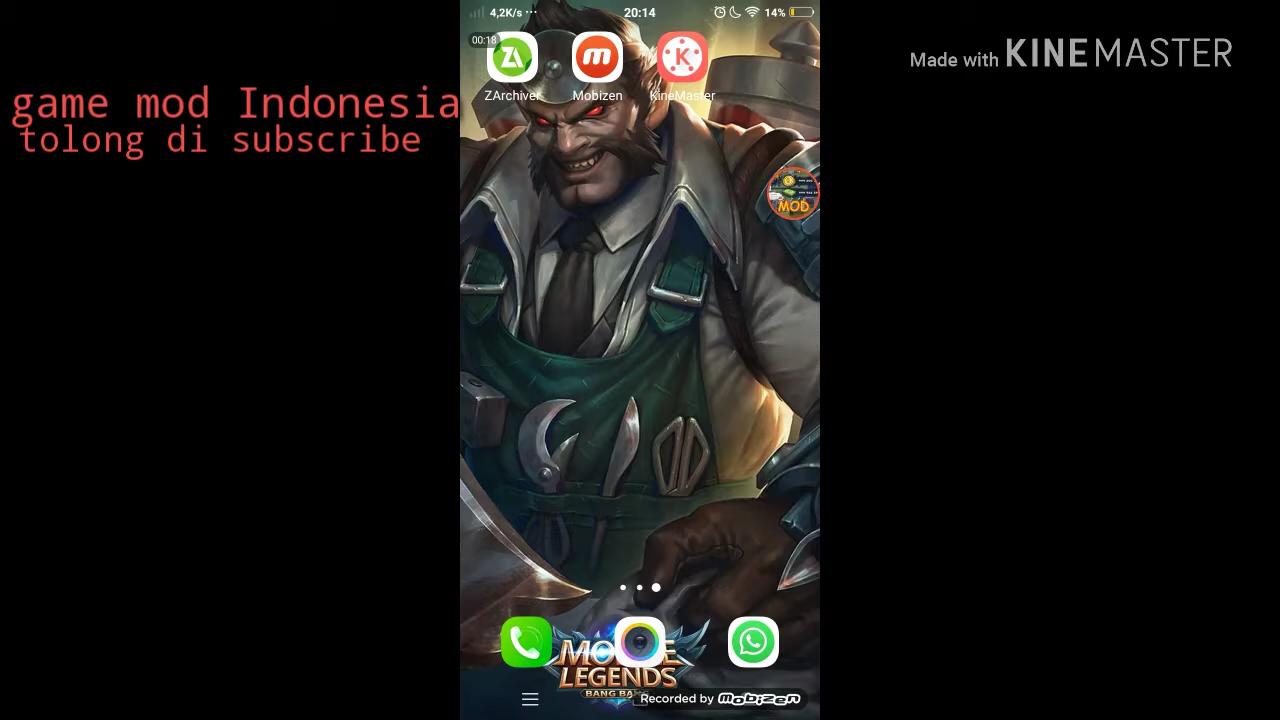 4,2K/s ...
20:14
14%
00:18
ZArchiver
Mobizen
KineMaster
Made with KINEMASTER
game mod Indonesia
tolong di subscribe
MOD
LEGENDS
Recorded by mobizen